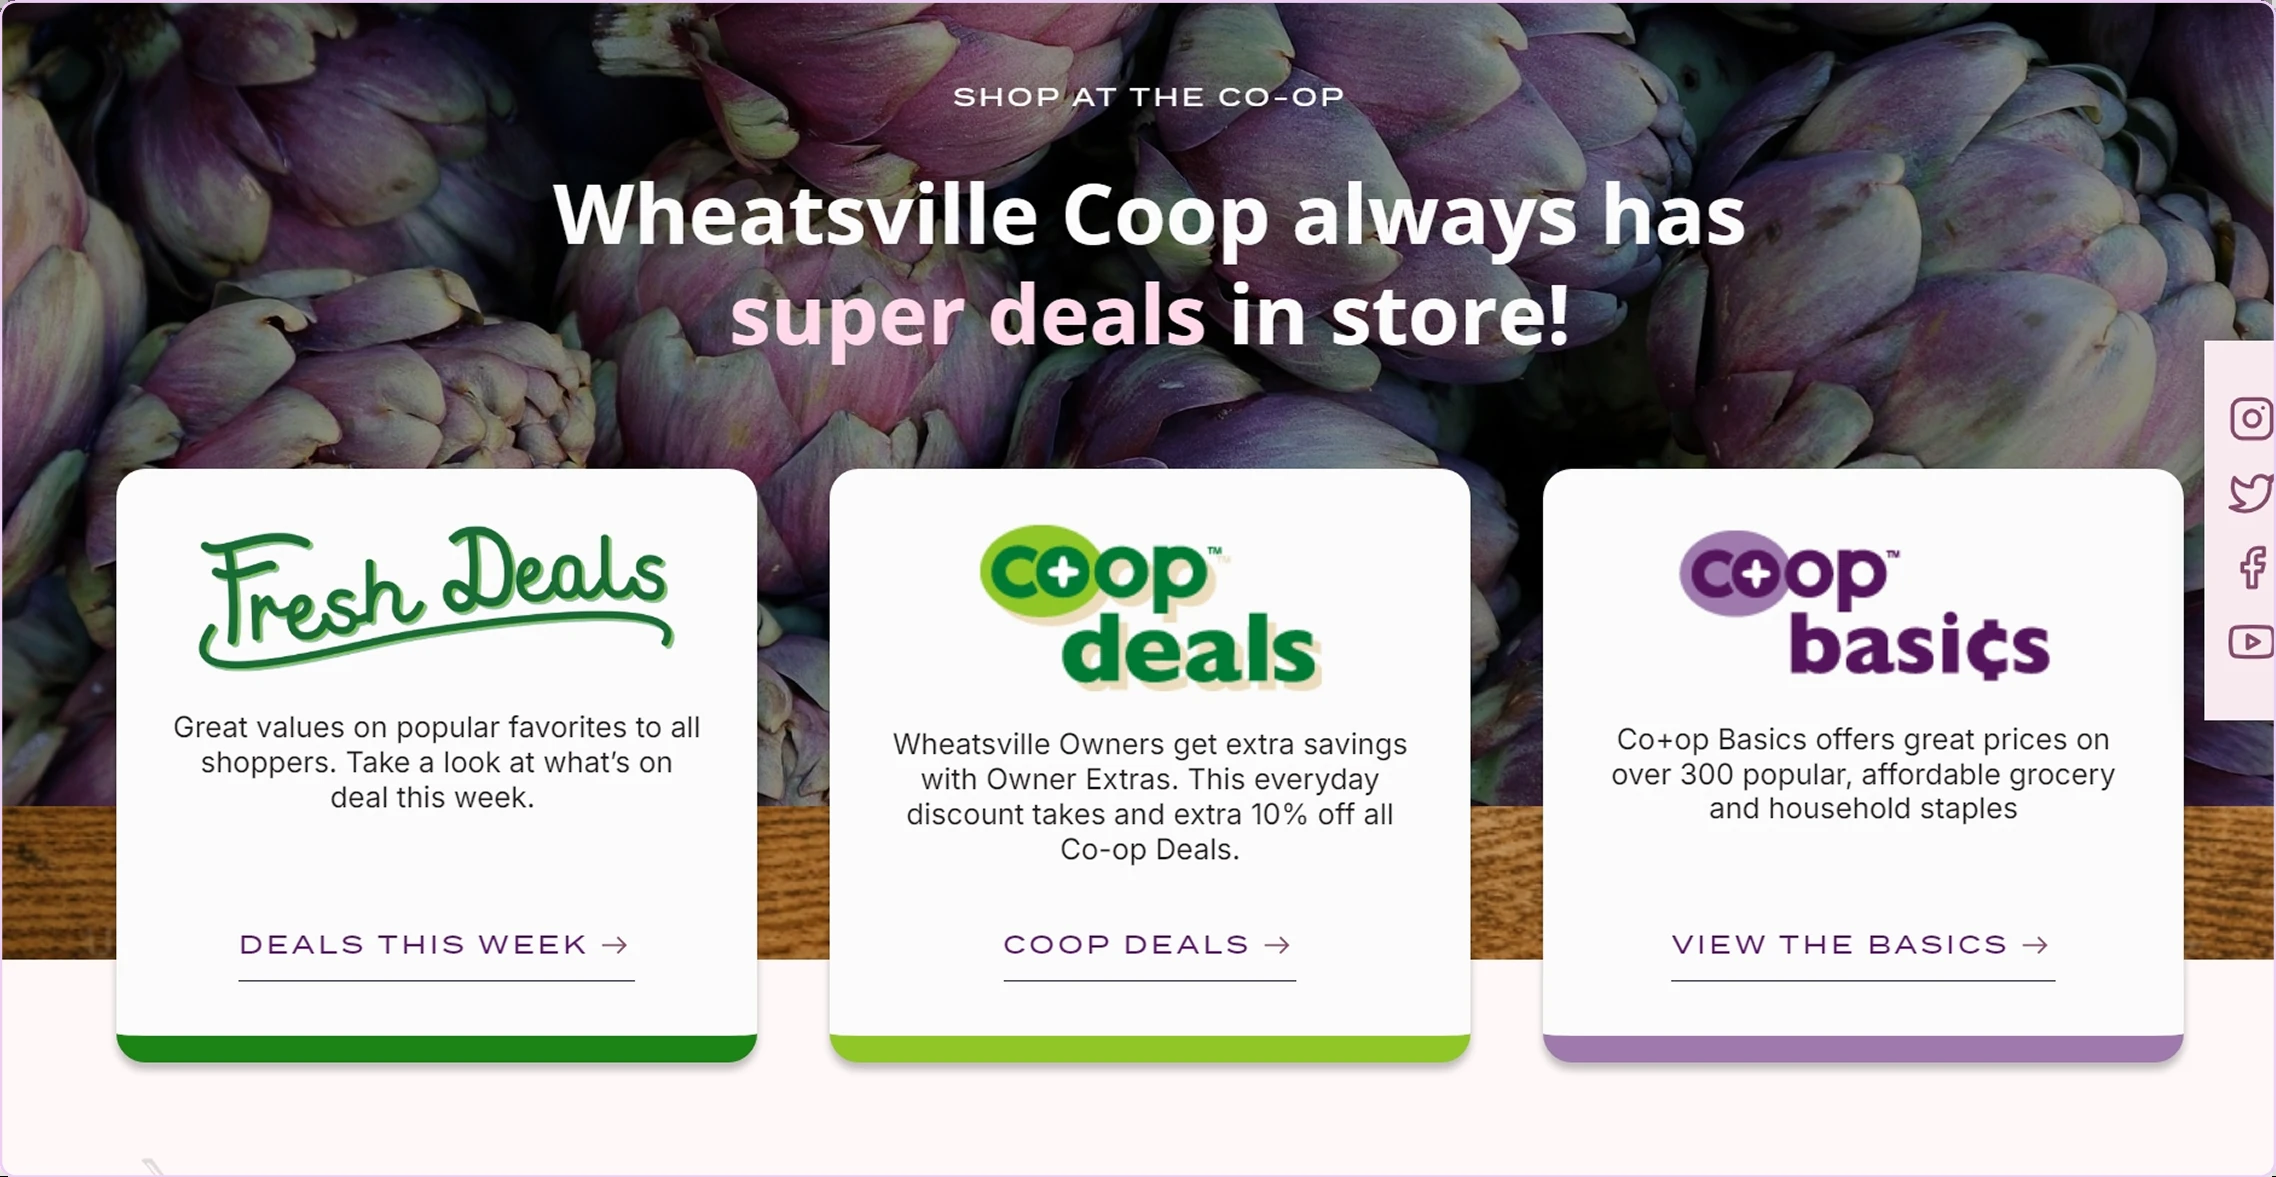 SHOP AT THE CO-OP
Wheatsville Coop always has
super deals in store!
Fresh Deals
Great values on popular favorites to all
shoppers. Take a look at what’s on
deal this week.
DEALS THIS WEEK →
co+op™
deals
Wheatsville Owners get extra savings
with Owner Extras. This everyday
discount takes and extra 10% off all
Co-op Deals.
COOP DEALS →
co+op™
basi¢s
Co+op Basics offers great prices on
over 300 popular, affordable grocery
and household staples
VIEW THE BASICS →